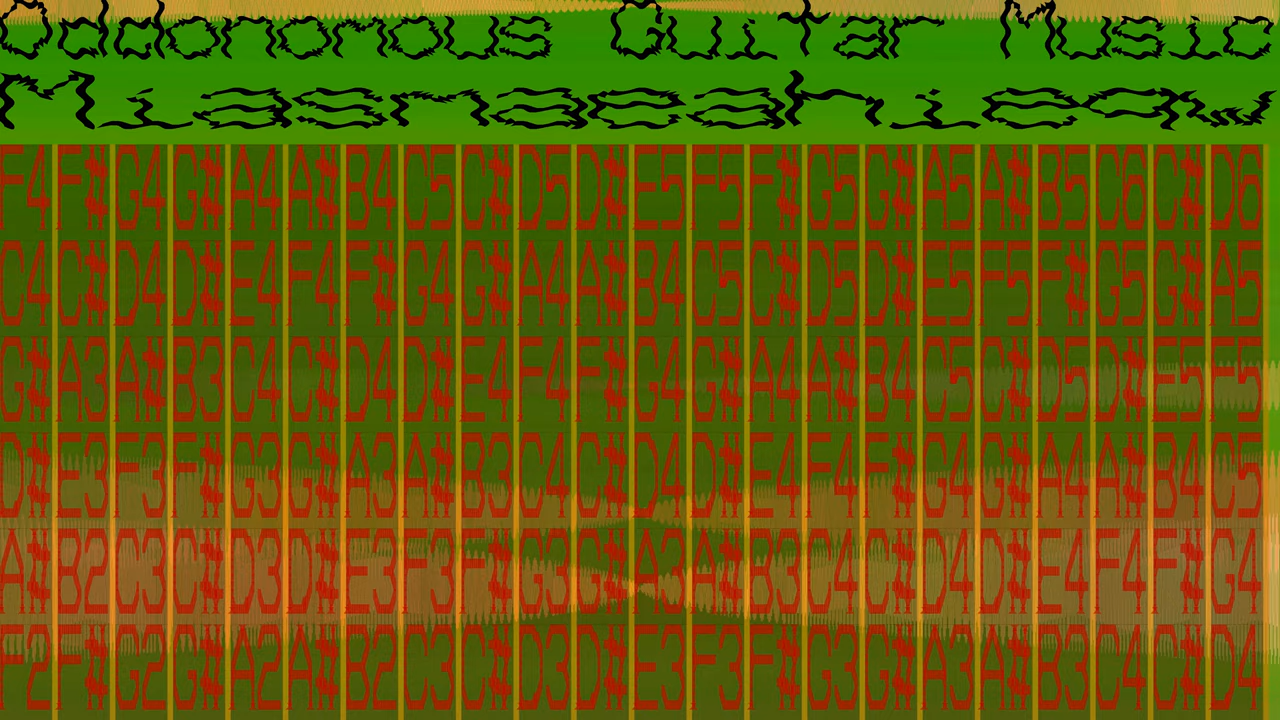 Oddonomous Guitar Music
F4 F# G4 G# A4 A# B4 C5 C# D5 D# E5 F5 F# G5 G# A5 A# B5 C6 C# D6
C4 C# D4 D# E4 F4 F# G4 G# A4 A# B4 C5 C# D5 D# E5 F5 F# G5 G# A5
G# A3 A# B3 C4 C# D4 D# E4 F4 F# G4 G# A4 A# B4 C5 C# D5 D# E5 F5
D# E3 F3 F# G3 G# A3 A# B3 C4 C# D4 D# E4 F4 F# G4 G# A4 A# B4 C5
A# B2 C3 C# D3 D# E3 F3 F# G3 G# A3 A# B3 C4 C# D4 D# E4 F4 F# G4
F2 F# G2 G# A2 A# B2 C3 C# D3 D# E3 F3 F# G3 G# A3 A# B3 C4 C# D4